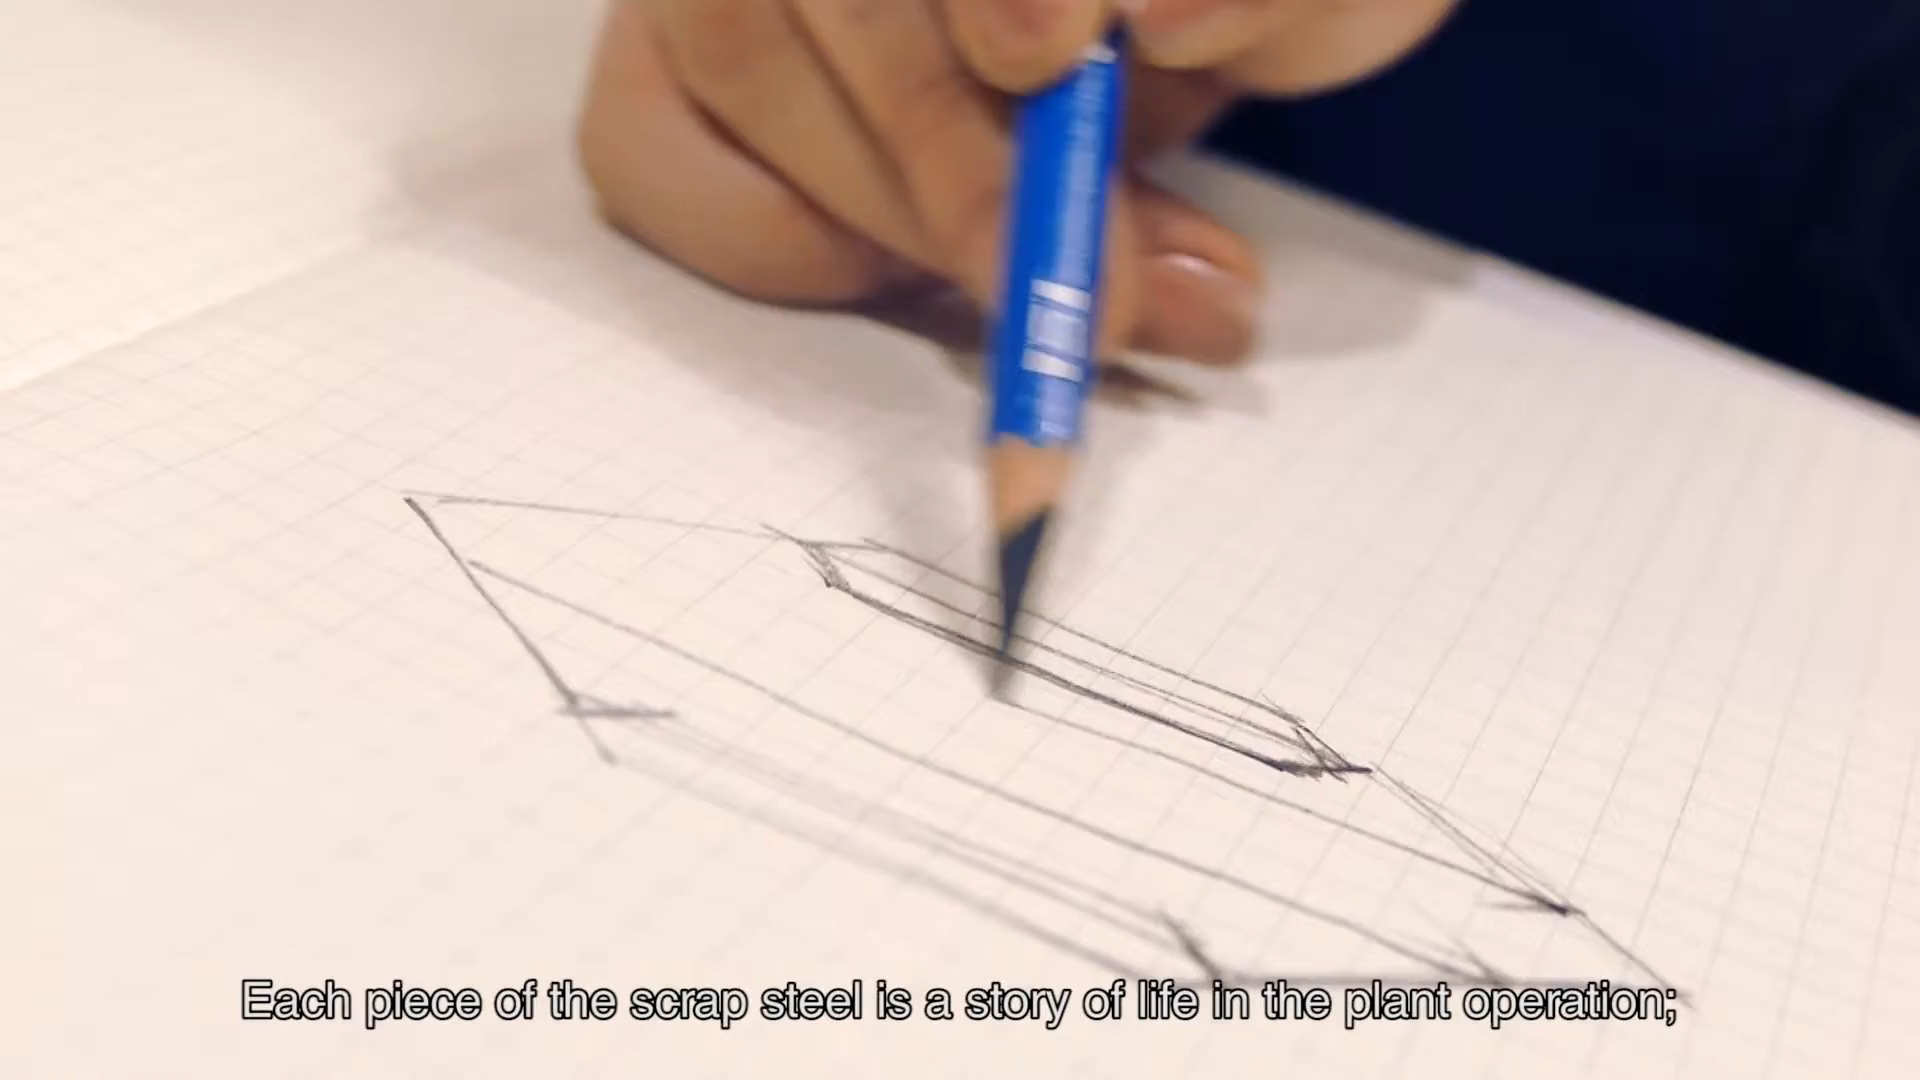 Each piece of the scrap steel is a story of life in the plant operation;